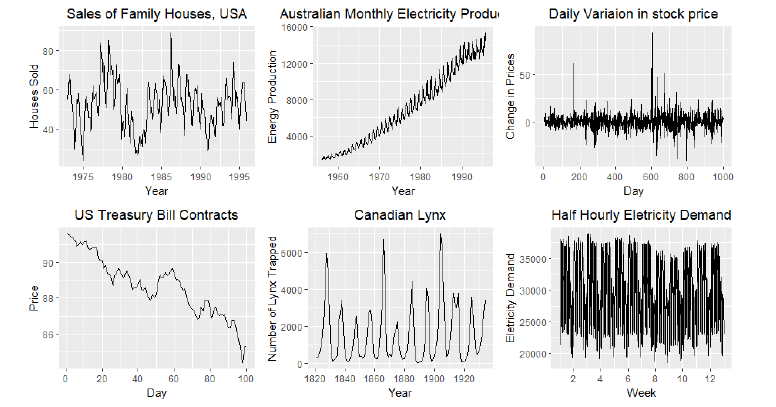 Sales of Family Houses, USA
Houses Sold
80
60
40
1975 1980 1985 1990 1995
Year
Australian Monthly Electricity Produ
Energy Production
16000
12000
8000
4000
1960 1970 1980 1990
Year
Daily Variaion in stock price
Change in Prices
50
0
0 200 400 600 800 1000
Day
US Treasury Bill Contracts
Price
90
88
86
0 20 40 60 80 100
Day
Canadian Lynx
Number of Lynx Trapped
6000
4000
2000
0
1820 1840 1860 1880 1900 1920
Year
Half Hourly Eletricity Demand
Eletricity Demand
35000
30000
25000
20000
2 4 6 8 10 12
Week